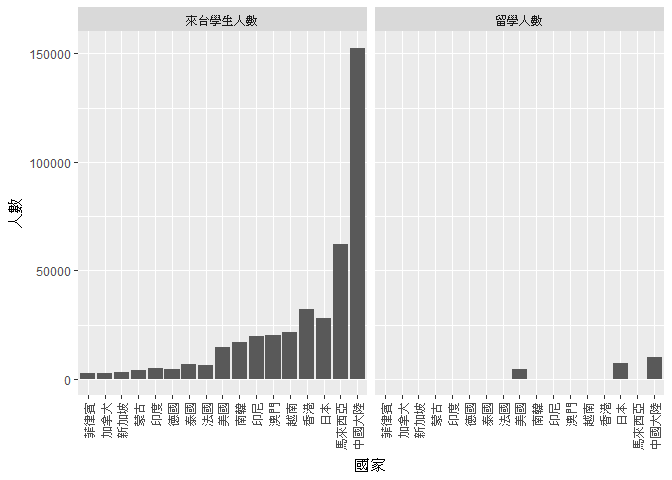 來台學生人數
留學人數
人數
150000
100000
50000
0
菲律賓
加拿大
新加坡
蒙古
印度
德國
泰國
法國
美國
南韓
印尼
澳門
越南
香港
日本
馬來西亞
中國大陸
菲律賓
加拿大
新加坡
蒙古
印度
德國
泰國
法國
美國
南韓
印尼
澳門
越南
香港
日本
馬來西亞
中國大陸
國家